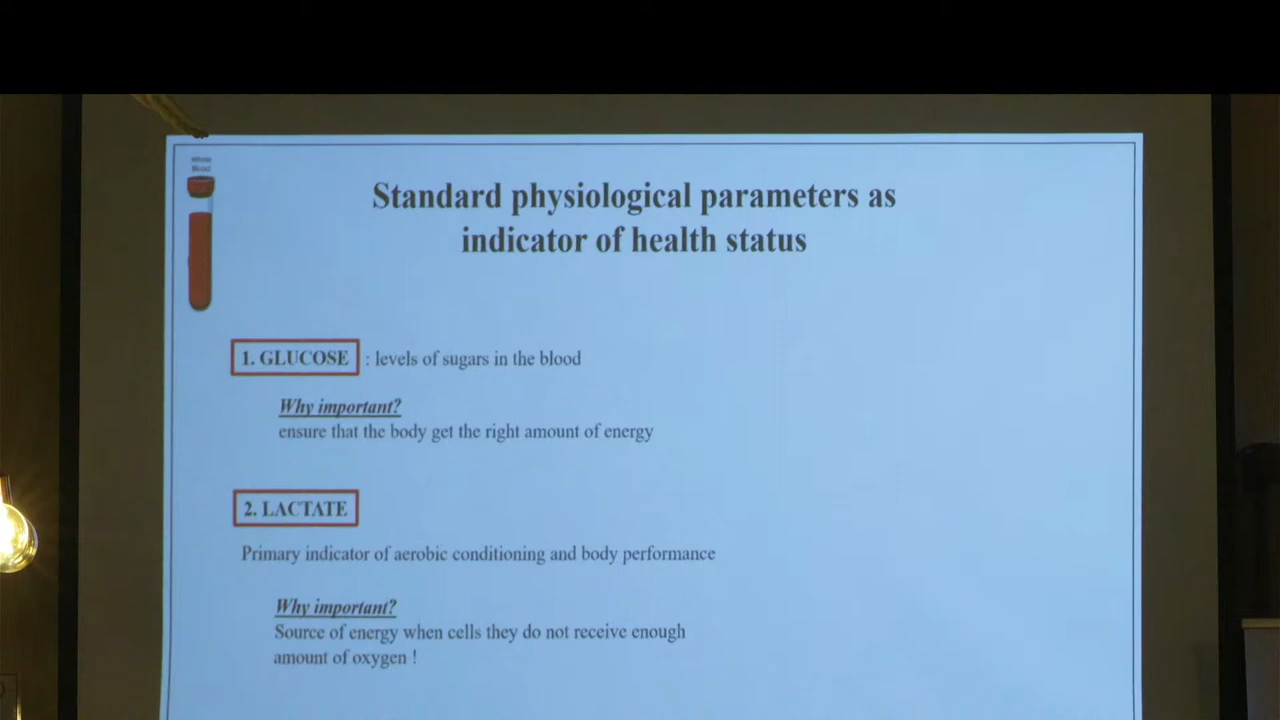 Whole
Blood
Standard physiological parameters as
indicator of health status
1. GLUCOSE : levels of sugars in the blood
Why important?
ensure that the body get the right amount of energy
2. LACTATE
Primary indicator of aerobic conditioning and body performance
Why important?
Source of energy when cells they do not receive enough
amount of oxygen !